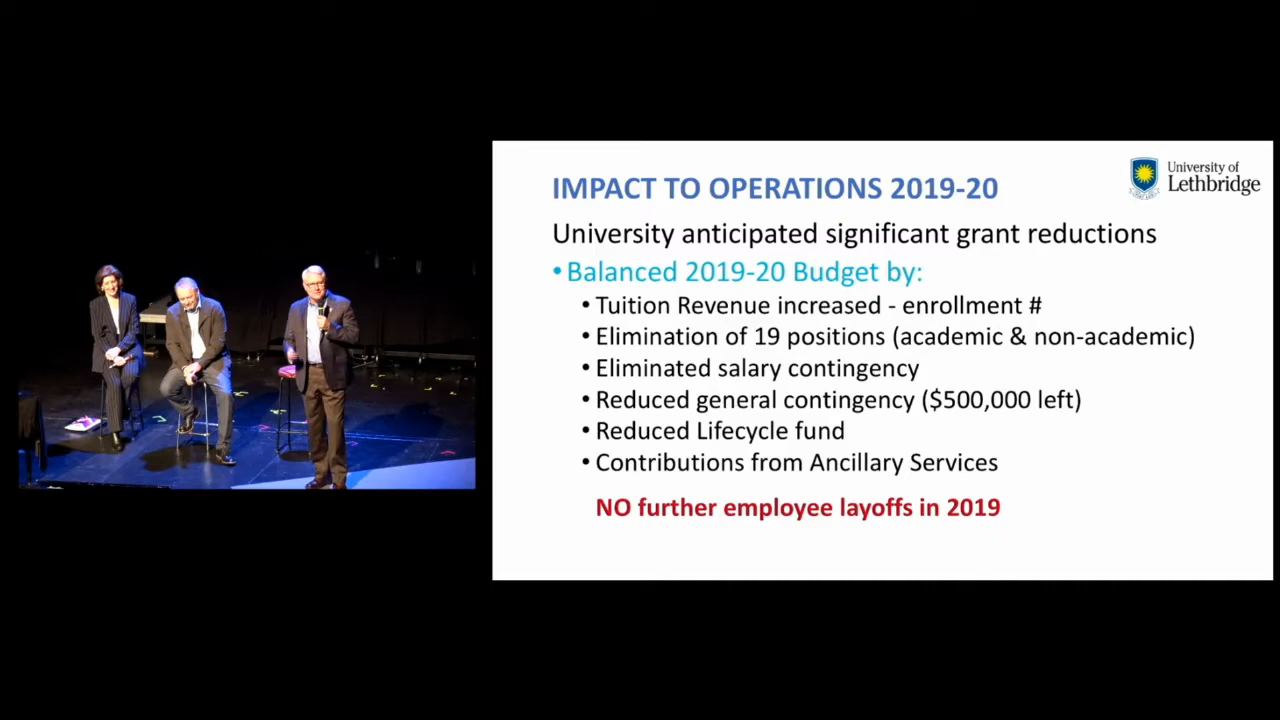 University of
Lethbridge
IMPACT TO OPERATIONS 2019-20
University anticipated significant grant reductions
• Balanced 2019-20 Budget by:
• Tuition Revenue increased - enrollment #
• Elimination of 19 positions (academic & non-academic)
• Eliminated salary contingency
• Reduced general contingency ($500,000 left)
• Reduced Lifecycle fund
• Contributions from Ancillary Services
NO further employee layoffs in 2019